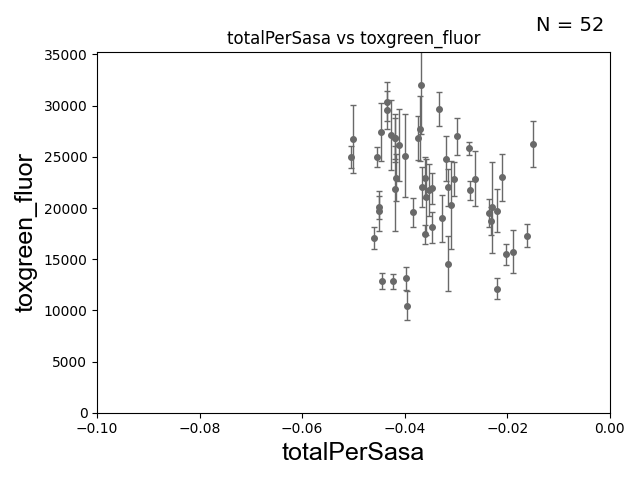 N = 52
totalPerSasa vs toxgreen_fluor
35000
30000
25000
20000
15000
10000
5000
0
toxgreen_fluor
−0.10 −0.08 −0.06 −0.04 −0.02 0.00
totalPerSasa